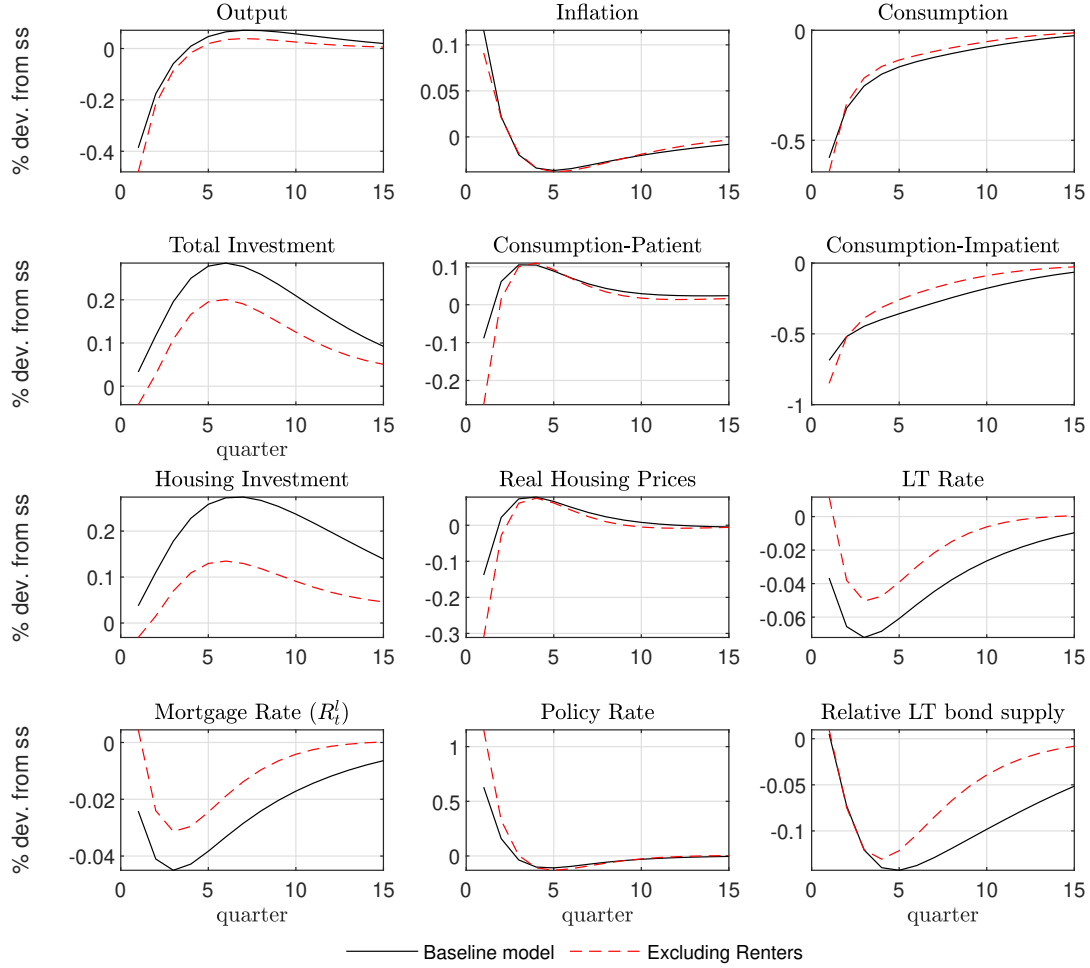 Output Inflation Consumption
% dev. from ss
0
-0.2
-0.4
0 5 10 15
0.1
0.05
0
0 5 10 15
0
-0.5
0 5 10 15
Total Investment Consumption-Patient Consumption-Impatient
% dev. from ss
0.2
0.1
0
0 5 10 15
quarter
0.1
0
-0.1
-0.2
0 5 10 15
0
-0.5
-1
0 5 10 15
Housing Investment Real Housing Prices LT Rate
0.2
0.1
0
0 5 10 15
0
-0.1
-0.2
-0.3
0 5 10 15
0
-0.02
-0.04
-0.06
0 5 10 15
% dev. from ss
Mortgage Rate (R_t^l) Policy Rate Relative LT bond supply
% dev. from ss
0
-0.02
-0.04
0 5 10 15
quarter
1
0.5
0
0 5 10 15
quarter
0
-0.05
-0.1
0 5 10 15
quarter
Baseline model Excluding Renters